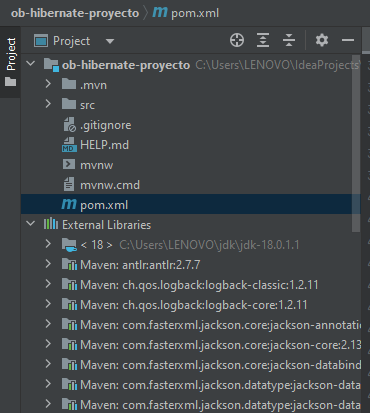 ob-hibernate-proyecto pom.xml
Project
Project
ob-hibernate-proyecto C:\Users\LENOVO\IdeaProjects\
.mvn
src
.gitignore
HELP.md
mvnw
mvnw.cmd
pom.xml
External Libraries
< 18 > C:\Users\LENOVO\jdk\jdk-18.0.1.1
Maven: antlr:antlr:2.7.7
Maven: ch.qos.logback:logback-classic:1.2.11
Maven: ch.qos.logback:logback-core:1.2.11
Maven: com.fasterxml.jackson.core:jackson-annotatio
Maven: com.fasterxml.jackson.core:jackson-core:2.13
Maven: com.fasterxml.jackson.core:jackson-databind
Maven: com.fasterxml.jackson.datatype:jackson-data
Maven: com.fasterxml.jackson.datatype:jackson-data